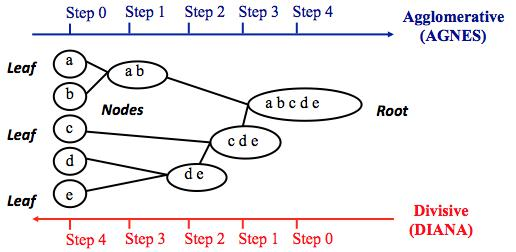 Step 0 Step 1 Step 2 Step 3 Step 4
Agglomerative
(AGNES)
Leaf
a
a b
b
Nodes
a b c d e
Root
Leaf
c
c d e
d
d e
Leaf
e
Divisive
(DIANA)
Step 4 Step 3 Step 2 Step 1 Step 0